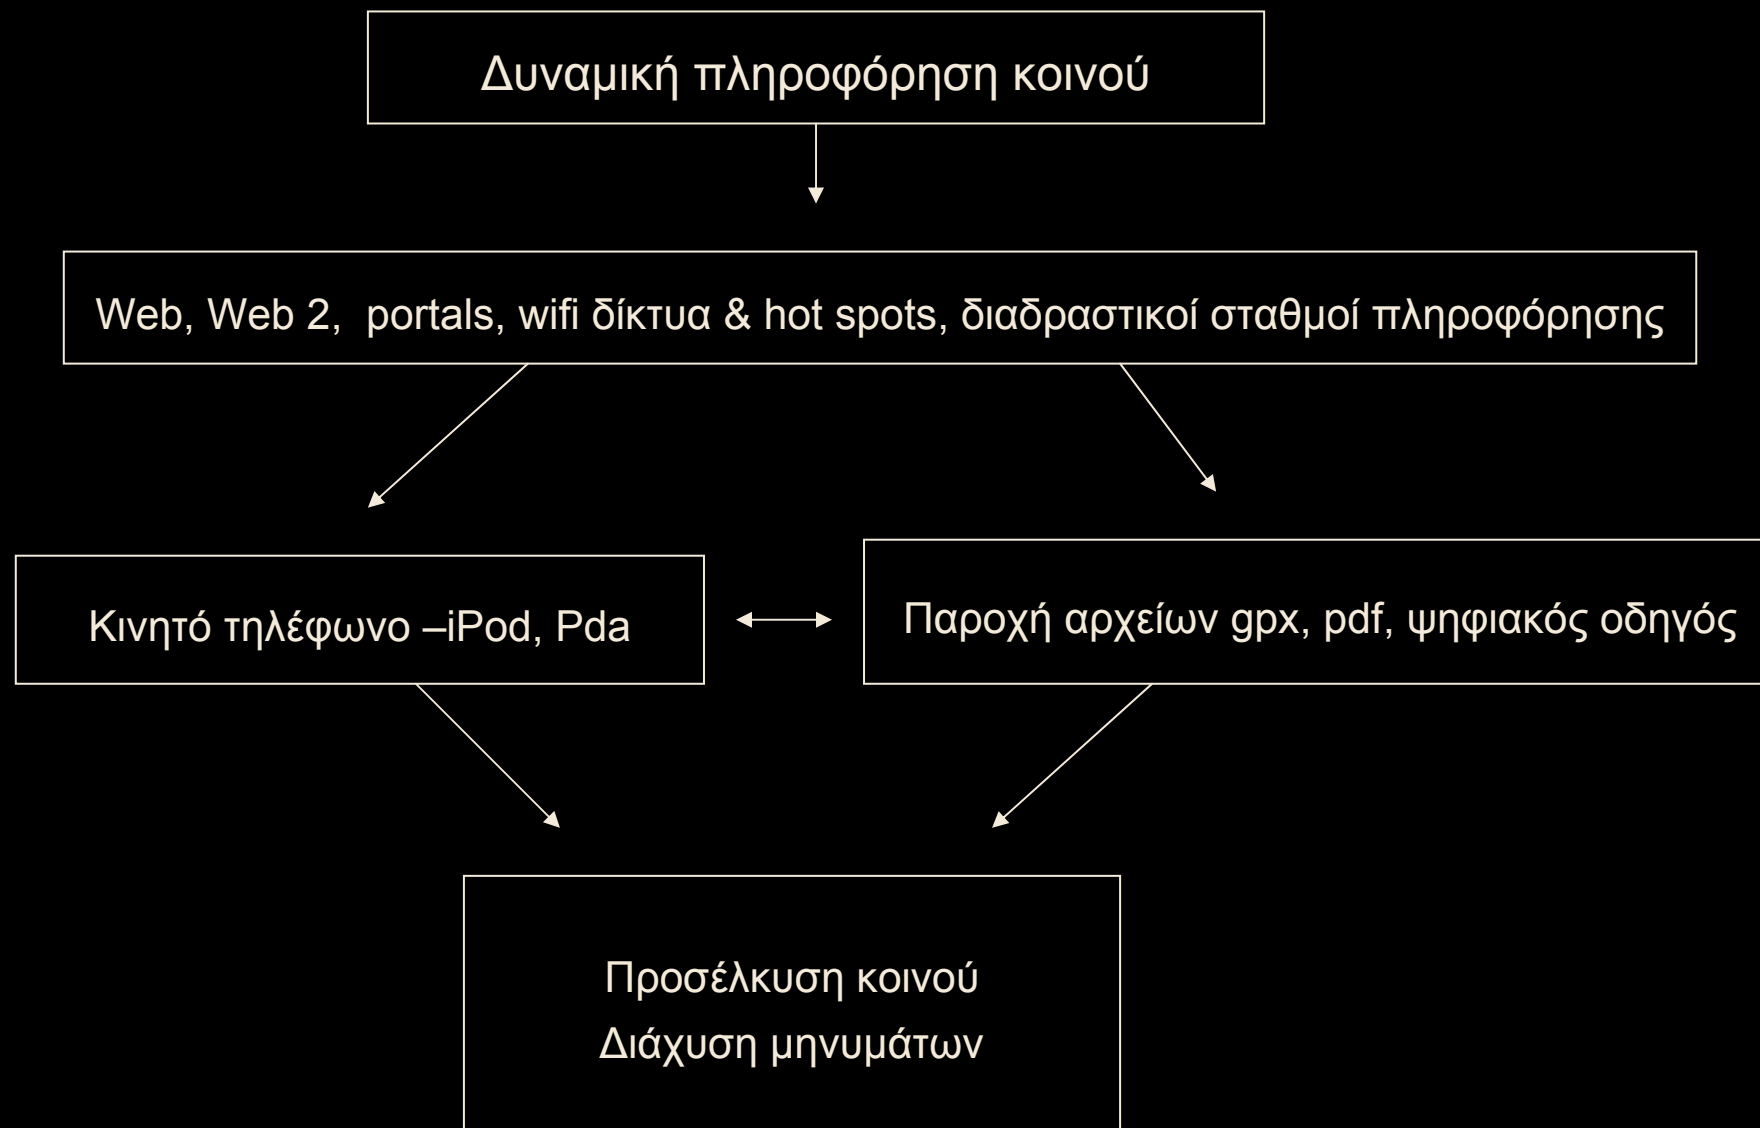 Δυναμική πληροφόρηση κοινού
Web, Web 2,  portals, wifi δίκτυα & hot spots, διαδραστικοί σταθμοί πληροφόρησης
Κινητό τηλέφωνο –iPod, Pda
Παροχή αρχείων gpx, pdf, ψηφιακός οδηγός
Προσέλκυση κοινού
Διάχυση μηνυμάτων